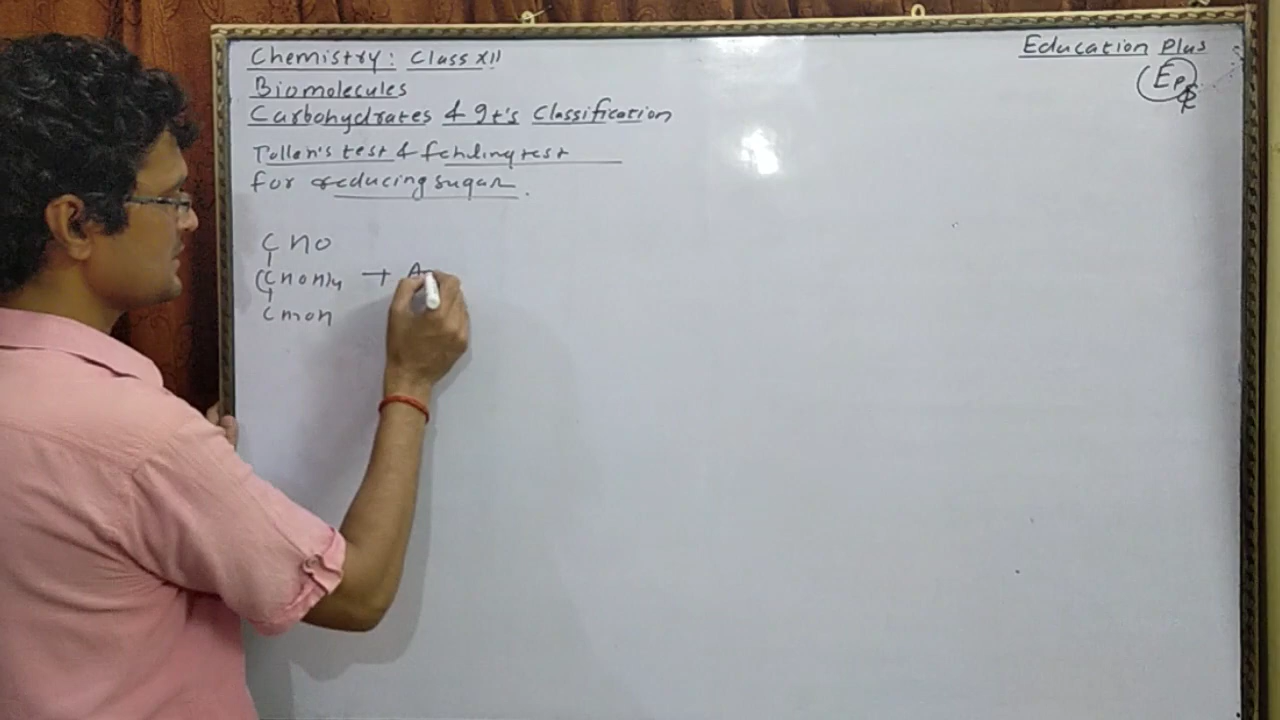 Chemistry: Class XII
Education Plus
EP
Biomolecules
Carbohydrates & It's Classification
Tollen's test & fehling test
for reducing sugar.
CHO
(CHOH)4 + A
CH2OH